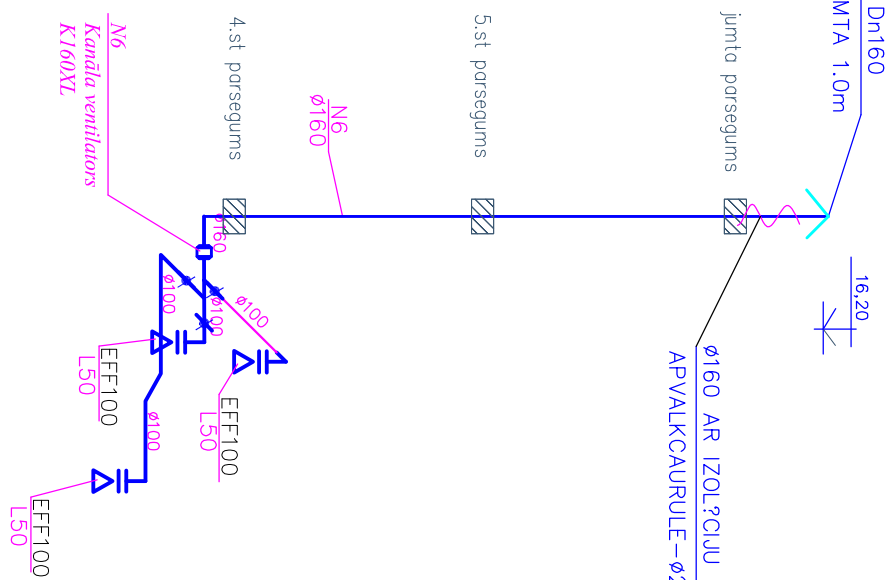 Dn160
MTA 1.0m
16,20
jumta parsegums
ø160 AR IZOL?CIJU
APVALKCAURULE-ø2
5.st parsegums
N6
ø160
4.st parsegums
ø160
N6
Kanāla ventilators
K160XL
ø100
ø100
ø100
EFF100
L50
EFF100
L50
ø100
EFF100
L50